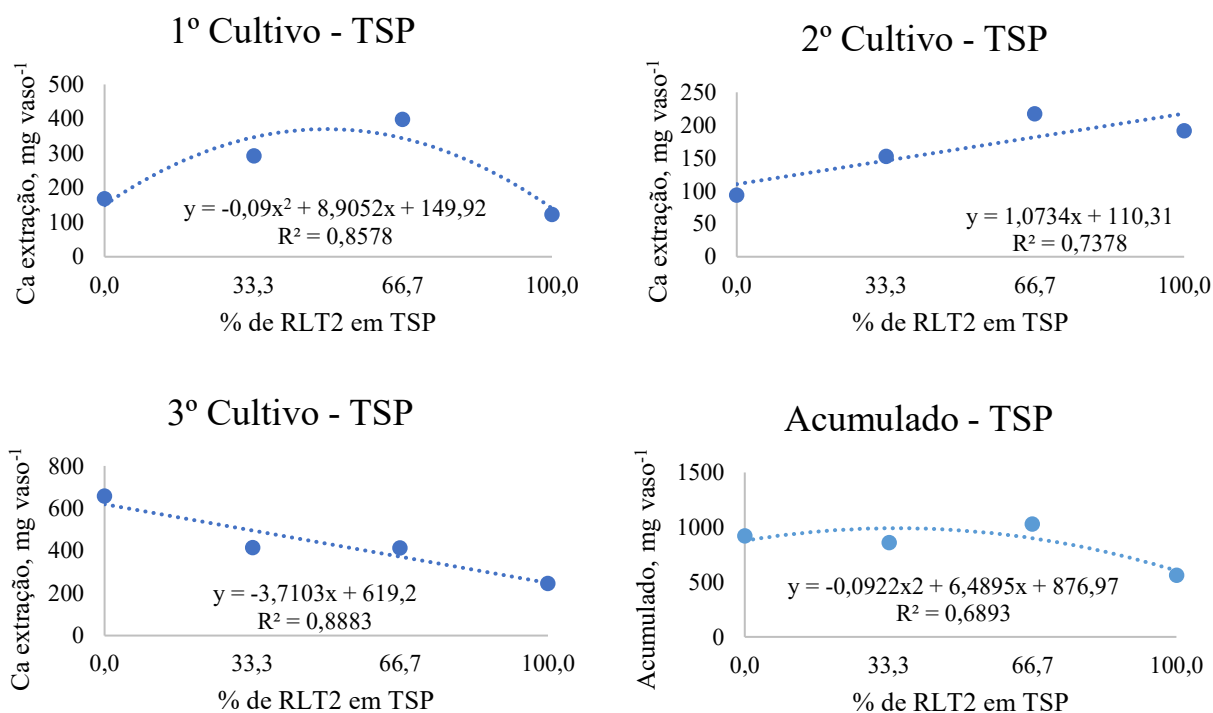 1º Cultivo - TSP
Ca extração, mg vaso⁻¹
500
400
300
200
100
0
y = -0,09x² + 8,9052x + 149,92
R² = 0,8578
0,0 33,3 66,7 100,0
% de RLT2 em TSP
2º Cultivo - TSP
Ca extração, mg vaso⁻¹
250
200
150
100
50
0
y = 1,0734x + 110,31
R² = 0,7378
0,0 33,3 66,7 100,0
% de RLT2 em TSP
3º Cultivo - TSP
Ca extração, mg vaso⁻¹
800
600
400
200
0
y = -3,7103x + 619,2
R² = 0,8883
0,0 33,3 66,7 100,0
% de RLT2 em TSP
Acumulado - TSP
Acumulado, mg vaso⁻¹
1500
1000
500
0
y = -0,0922x2 + 6,4895x + 876,97
R² = 0,6893
0,0 33,3 66,7 100,0
% de RLT2 em TSP